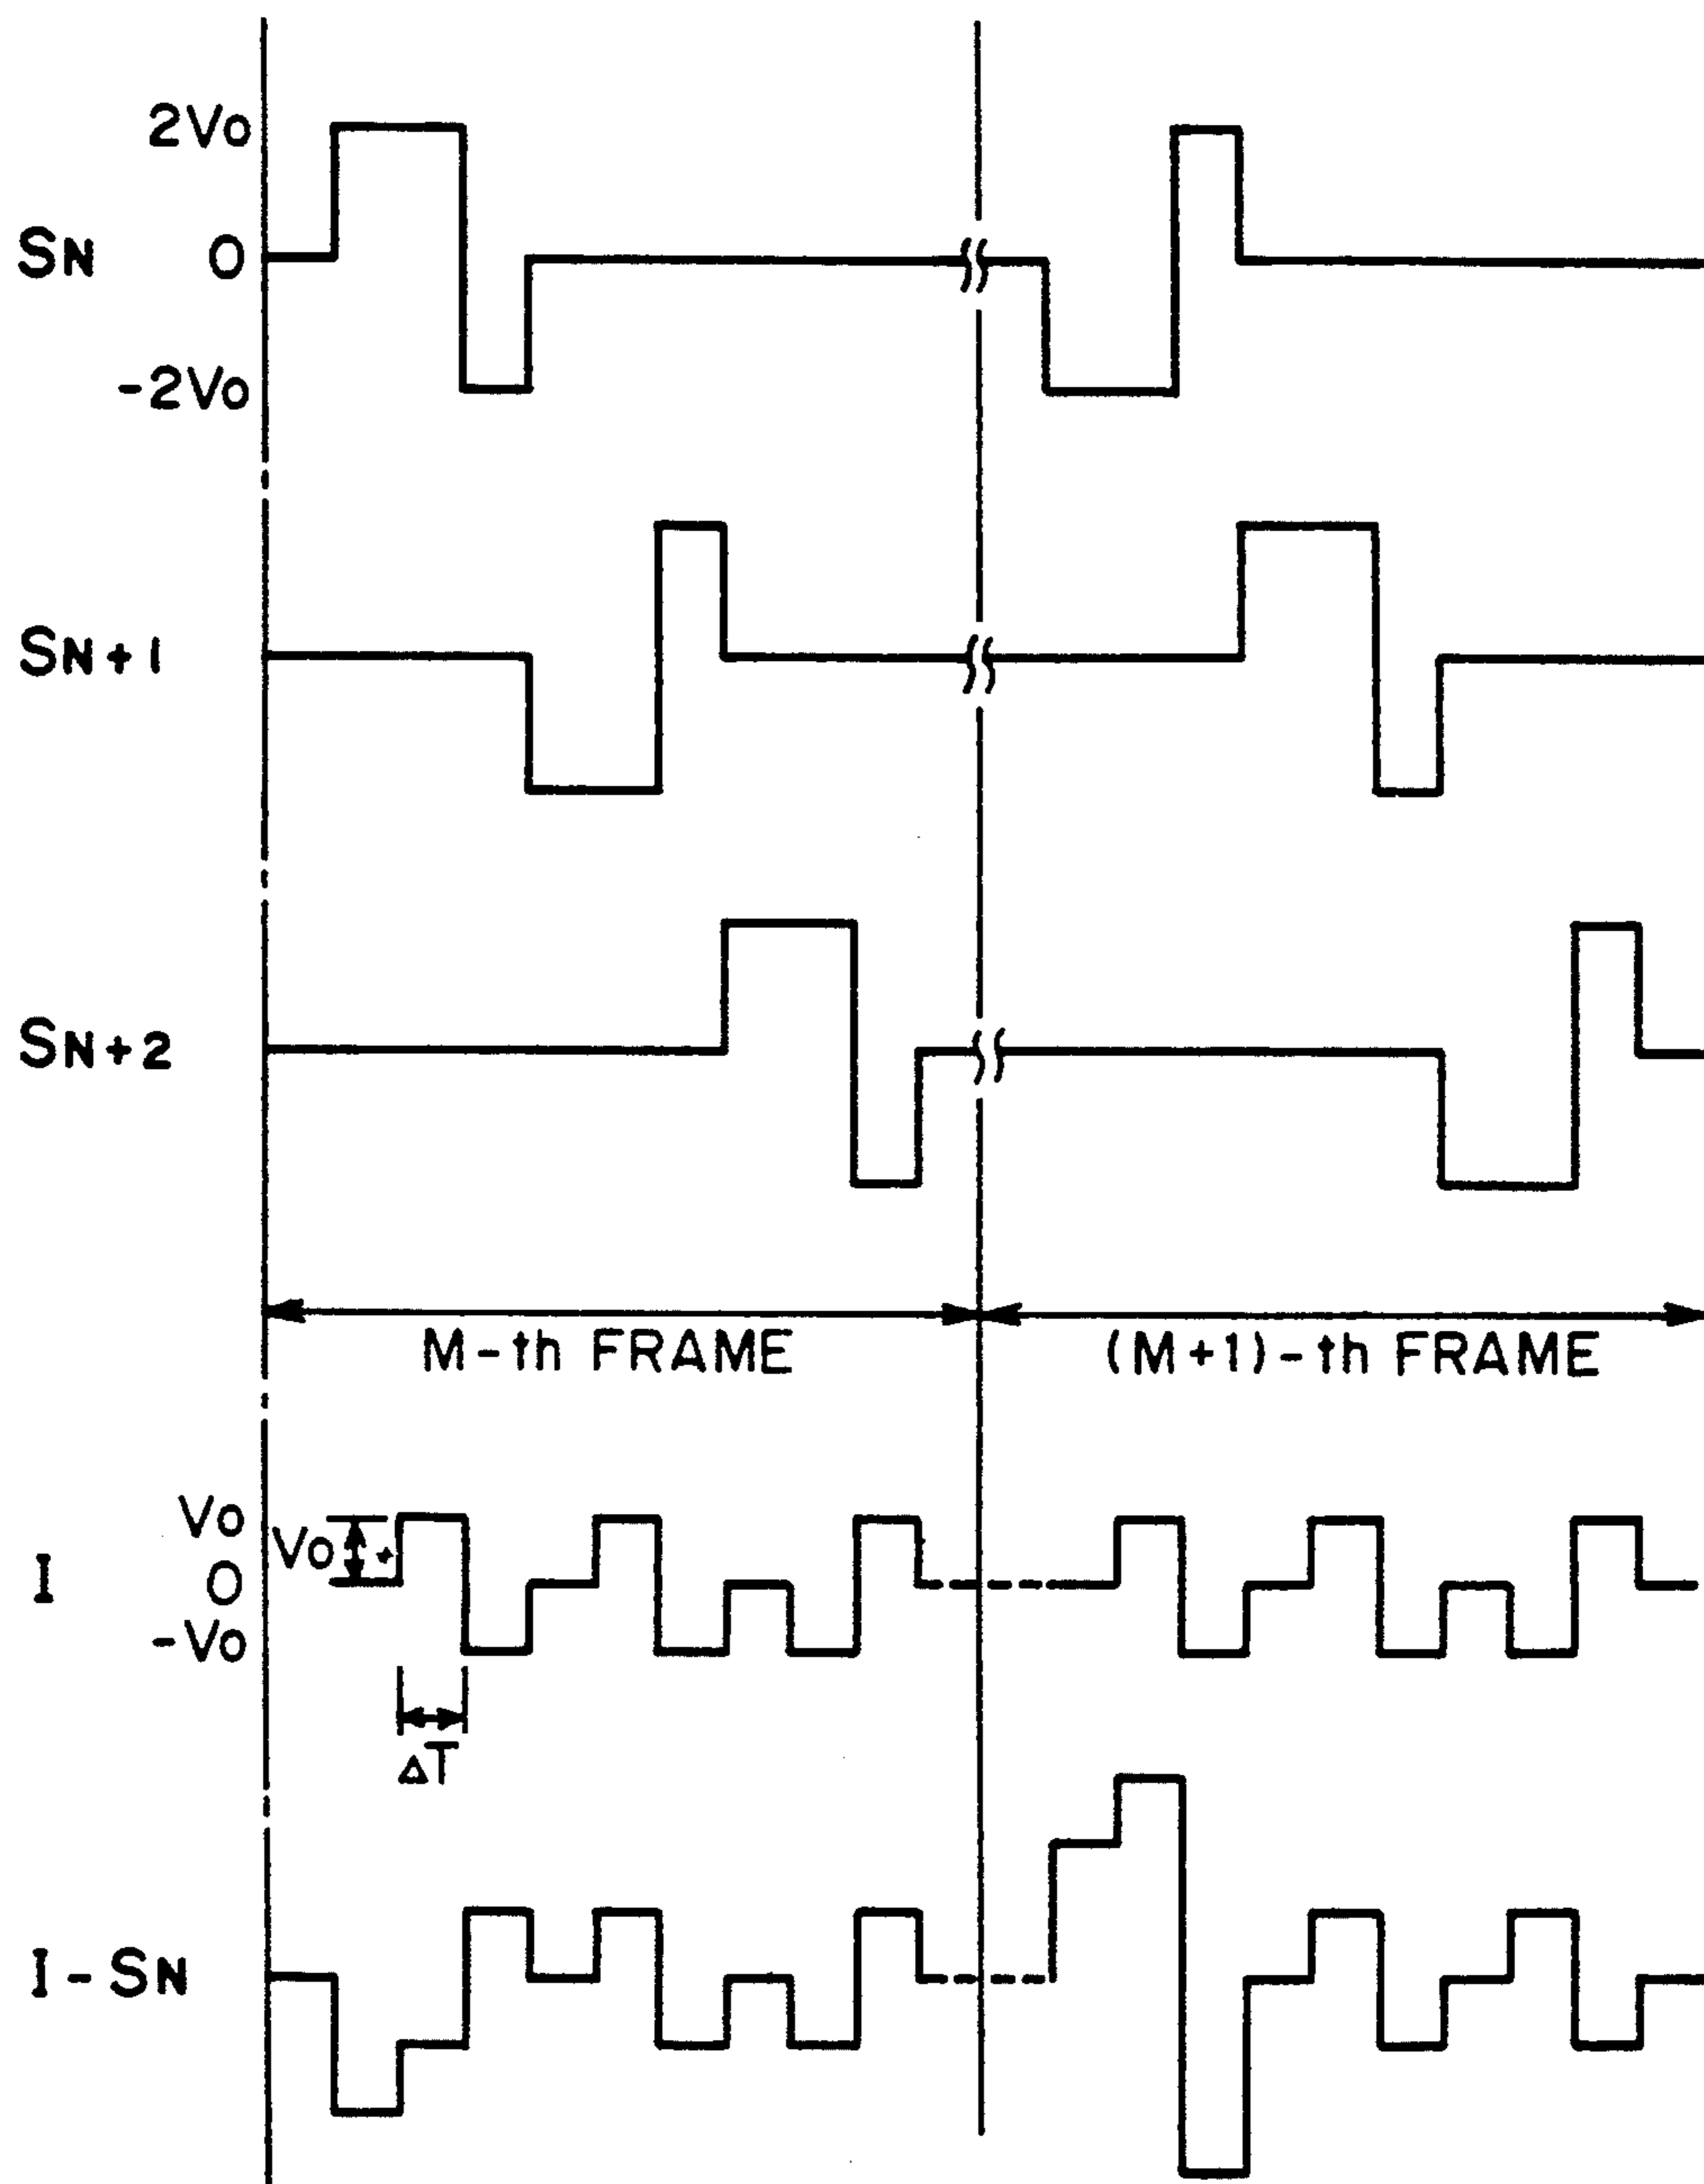 2Vo
SN 0
-2Vo
SN+1
SN+2
M-th FRAME
(M+1)-th FRAME
Vo
Vo
I 0
-Vo
ΔT
I-SN